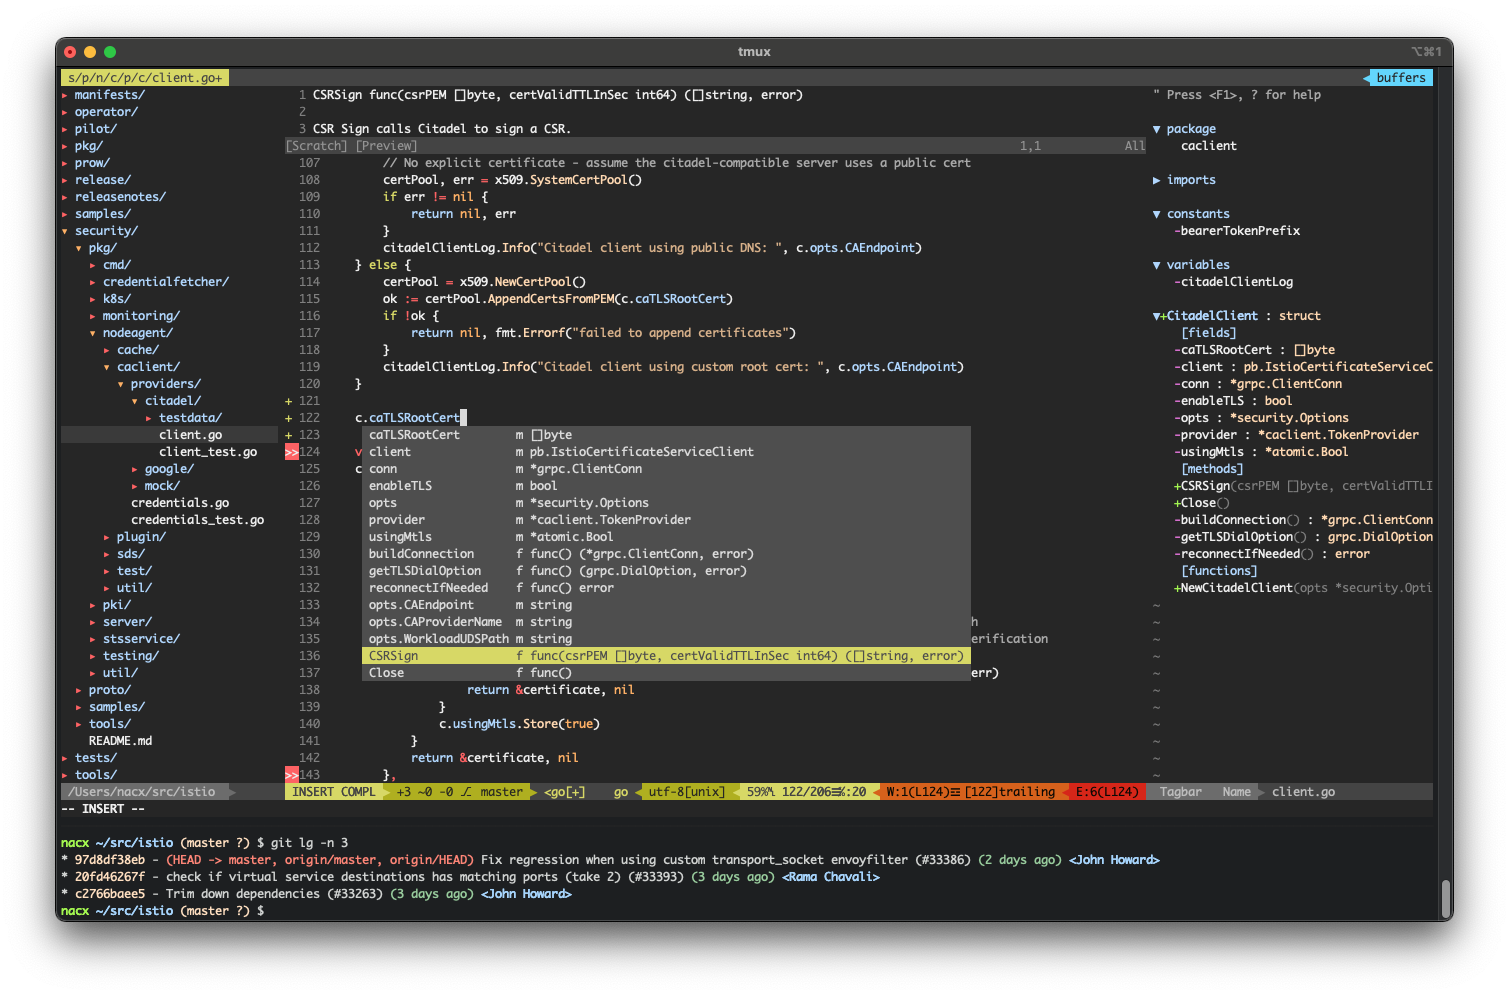 tmux
⌥⌘1
s/p/n/c/p/c/client.go+
buffers
▸ manifests/
▸ operator/
▸ pilot/
▸ pkg/
▸ prow/
▸ release/
▸ releasenotes/
▸ samples/
▾ security/
▾ pkg/
▸ cmd/
▸ credentialfetcher/
▸ k8s/
▸ monitoring/
▾ nodeagent/
▸ cache/
▾ caclient/
▾ providers/
▾ citadel/
▸ testdata/
client.go
client_test.go
▸ google/
▸ mock/
credentials.go
credentials_test.go
▸ plugin/
▸ sds/
▸ test/
▸ util/
▸ pki/
▸ server/
▸ stsservice/
▸ testing/
▸ util/
▸ proto/
▸ samples/
▸ tools/
README.md
▸ tests/
▸ tools/
/Users/nacx/src/istio
1 CSRSign func(csrPEM []byte, certValidTTLInSec int64) ([]string, error)
2
3 CSR Sign calls Citadel to sign a CSR.
[Scratch] [Preview] 1,1 All
107 // No explicit certificate - assume the citadel-compatible server uses a public cert
108 certPool, err = x509.SystemCertPool()
109 if err != nil {
110 return nil, err
111 }
112 citadelClientLog.Info("Citadel client using public DNS: ", c.opts.CAEndpoint)
113 } else {
114 certPool = x509.NewCertPool()
115 ok := certPool.AppendCertsFromPEM(c.caTLSRootCert)
116 if !ok {
117 return nil, fmt.Errorf("failed to append certificates")
118 }
119 citadelClientLog.Info("Citadel client using custom root cert: ", c.opts.CAEndpoint)
120 }
+ 121
+ 122 c.caTLSRootCert
+ 123 caTLSRootCert m []byte
>>124 v client m pb.IstioCertificateServiceClient
125 c conn m *grpc.ClientConn
126 enableTLS m bool
127 opts m *security.Options
128 provider m *caclient.TokenProvider
129 usingMtls m *atomic.Bool
130 buildConnection f func() (*grpc.ClientConn, error)
131 getTLSDialOption f func() (grpc.DialOption, error)
132 reconnectIfNeeded f func() error
133 opts.CAEndpoint m string
134 opts.CAProviderName m string h
135 opts.WorkloadUDSPath m string erification
136 CSRSign f func(csrPEM []byte, certValidTTLInSec int64) ([]string, error)
137 Close f func() err)
138 return &certificate, nil
139 }
140 c.usingMtls.Store(true)
141 }
142 return &certificate, nil
>>143 },
INSERT COMPL +3 ~0 -0 ⎇ master <go[+] go utf-8[unix] 59% 122/206 :20 W:1(L124) [122]trailing E:6(L124)
" Press <F1>, ? for help
▼ package
caclient
▶ imports
▼ constants
-bearerTokenPrefix
▼ variables
-citadelClientLog
▼+CitadelClient : struct
[fields]
-caTLSRootCert : []byte
-client : pb.IstioCertificateServiceC
-conn : *grpc.ClientConn
-enableTLS : bool
-opts : *security.Options
-provider : *caclient.TokenProvider
-usingMtls : *atomic.Bool
[methods]
+CSRSign(csrPEM []byte, certValidTTLI
+Close()
-buildConnection() : *grpc.ClientConn
-getTLSDialOption() : grpc.DialOption
-reconnectIfNeeded() : error
[functions]
+NewCitadelClient(opts *security.Opti
~
~
~
~
~
~
~
~
~
~
~
Tagbar Name client.go
-- INSERT --
nacx ~/src/istio (master ?) $ git lg -n 3
* 97d8df38eb - (HEAD -> master, origin/master, origin/HEAD) Fix regression when using custom transport_socket envoyfilter (#33386) (2 days ago) <John Howard>
* 20fd46267f - check if virtual service destinations has matching ports (take 2) (#33393) (3 days ago) <Rama Chavali>
* c2766baee5 - Trim down dependencies (#33263) (3 days ago) <John Howard>
nacx ~/src/istio (master ?) $